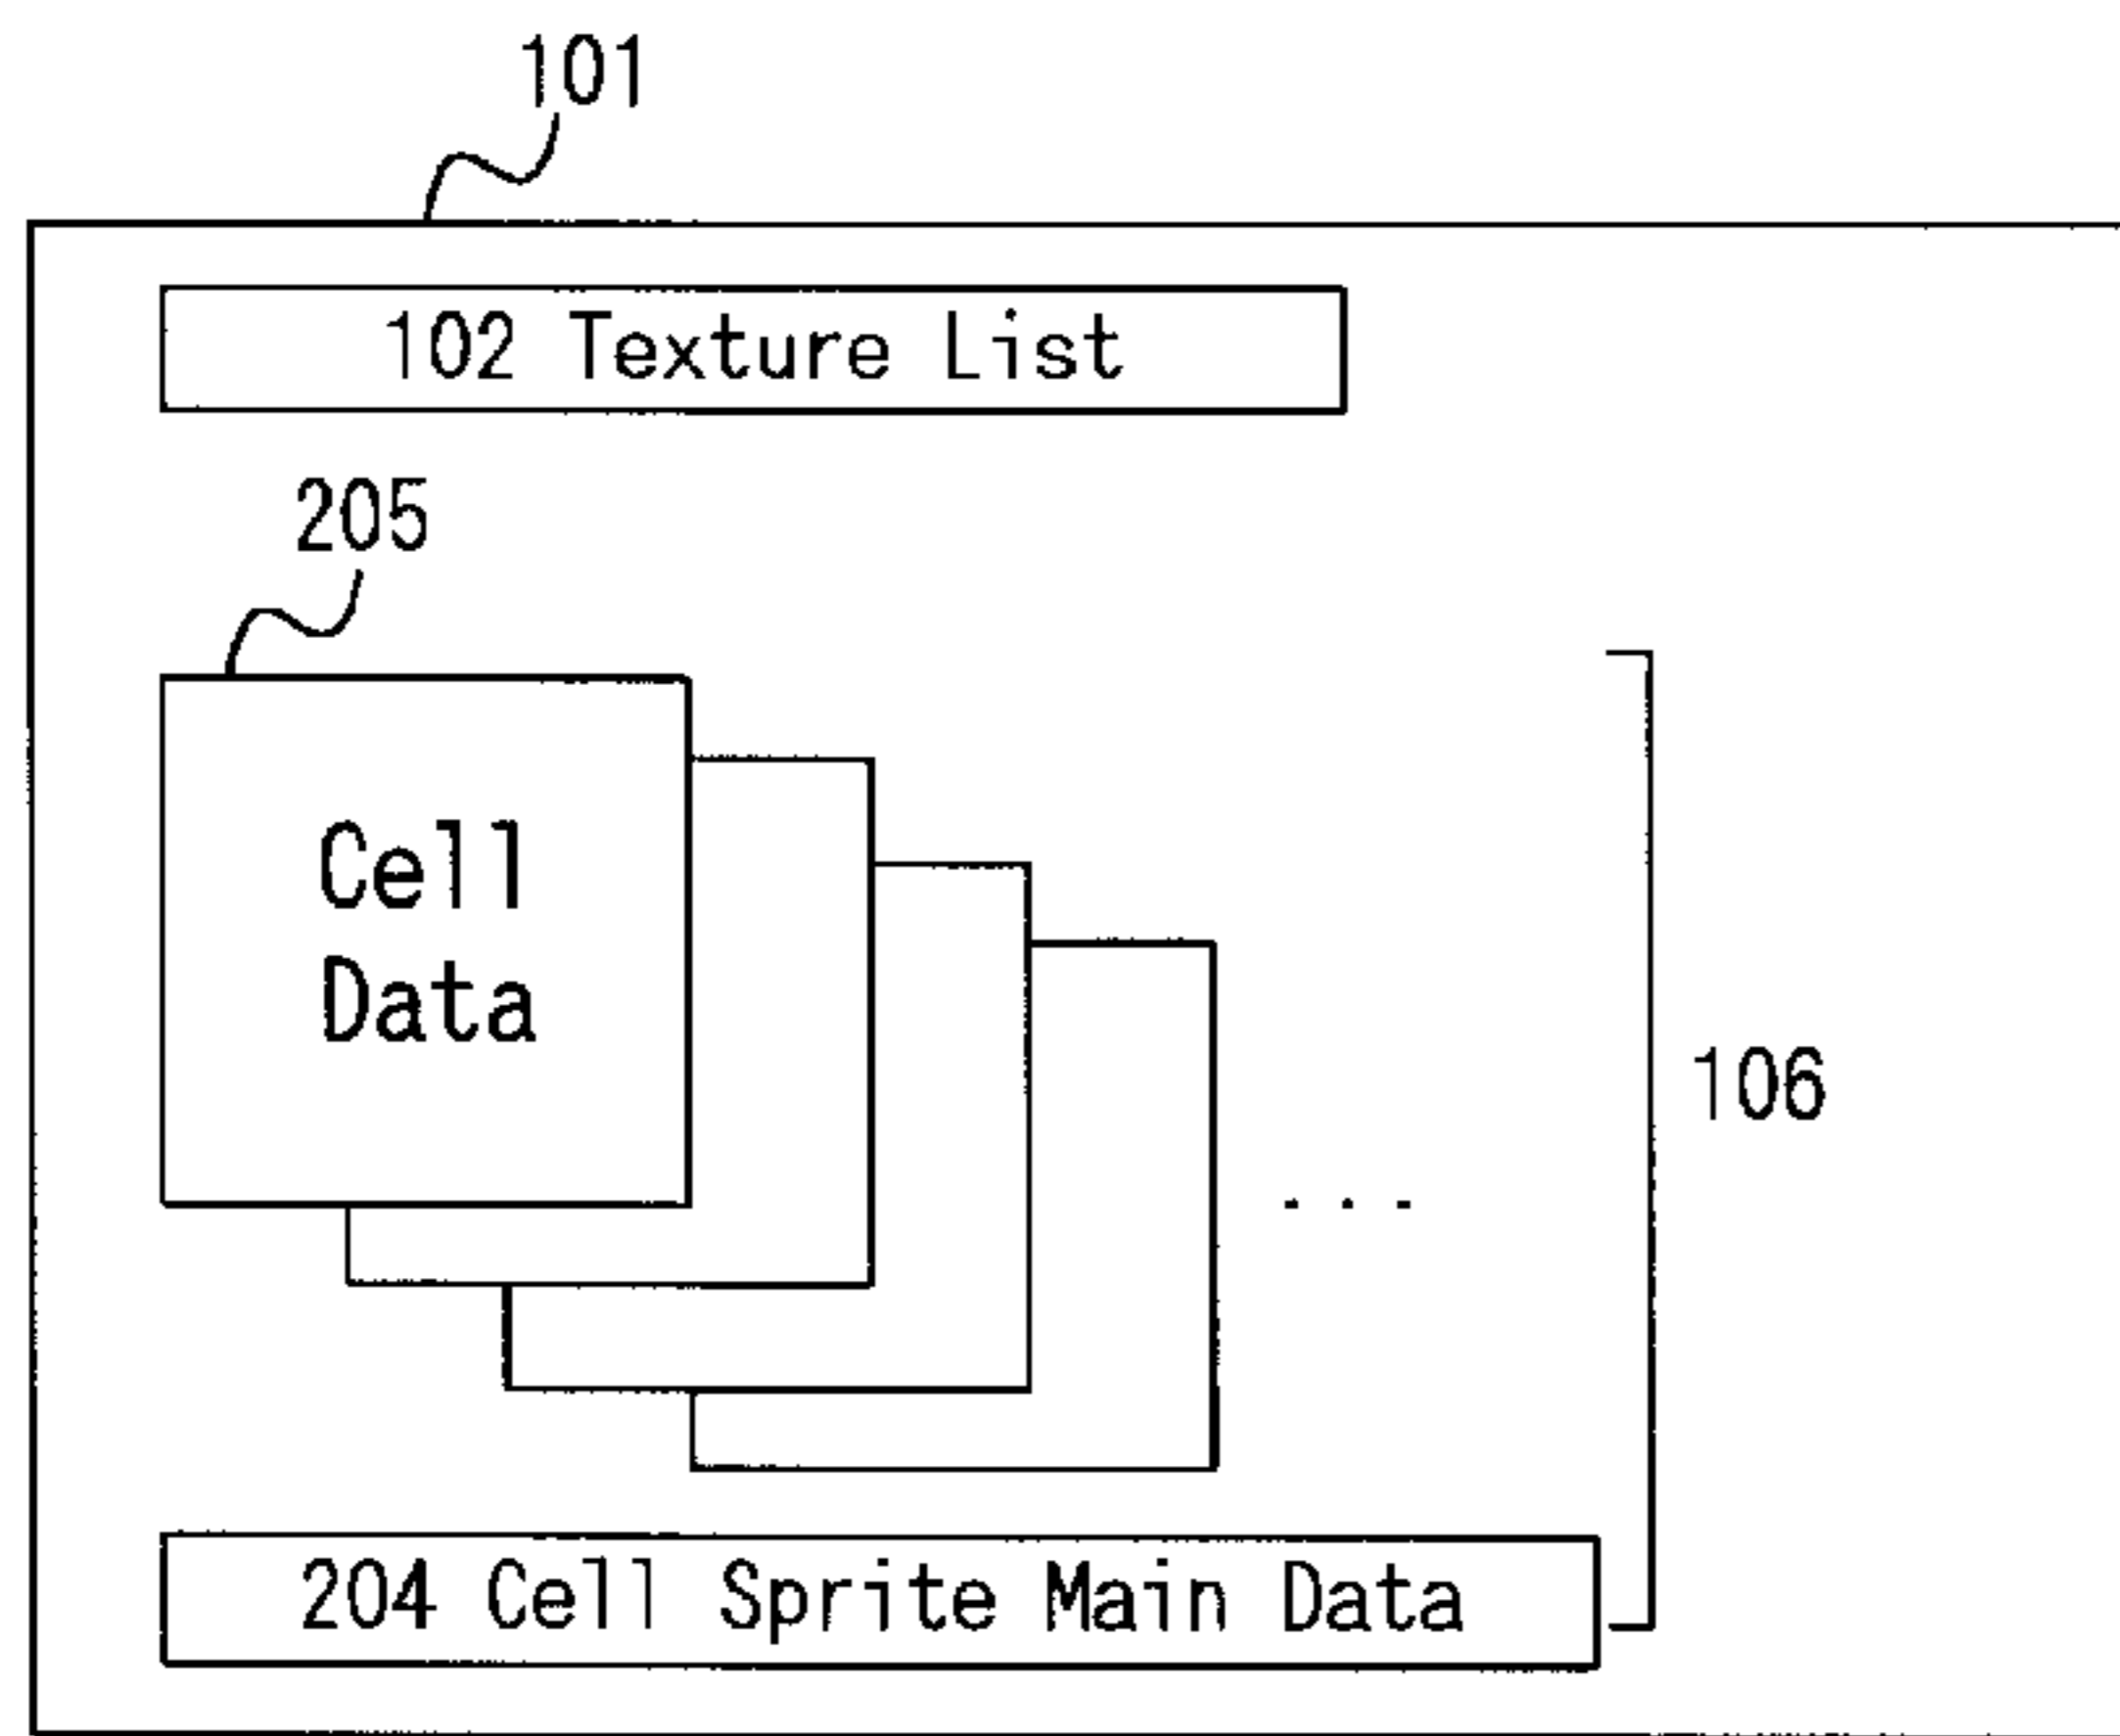 101
102 Texture List
205
Cell
Data
106
. . .
204 Cell Sprite Main Data